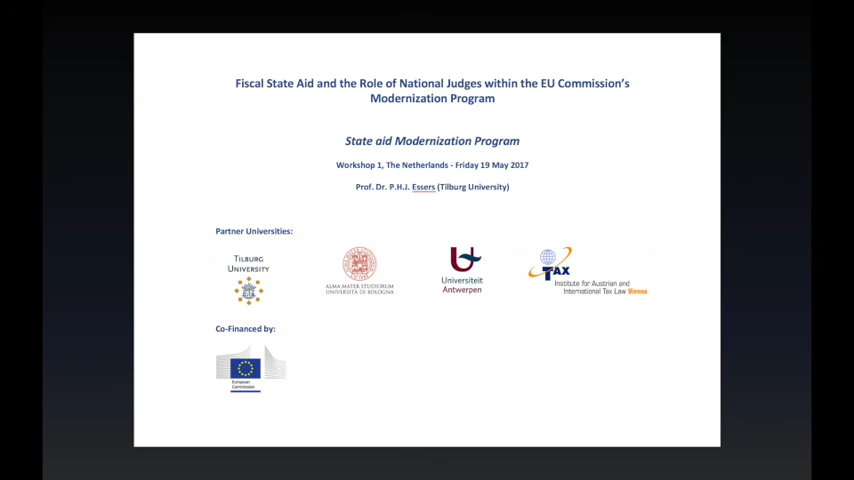 Fiscal State Aid and the Role of National Judges within the EU Commission's
Modernization Program
State aid Modernization Program
Workshop 1, The Netherlands - Friday 19 May 2017
Prof. Dr. P.H.J. Essers (Tilburg University)
Partner Universities:
TILBURG
UNIVERSITY
ALMA MATER STUDIORUM
UNIVERSITÀ DI BOLOGNA
Universiteit
Antwerpen
TAX
Institute for Austrian and
International Tax Law Vienna
Co-Financed by:
European
Commission